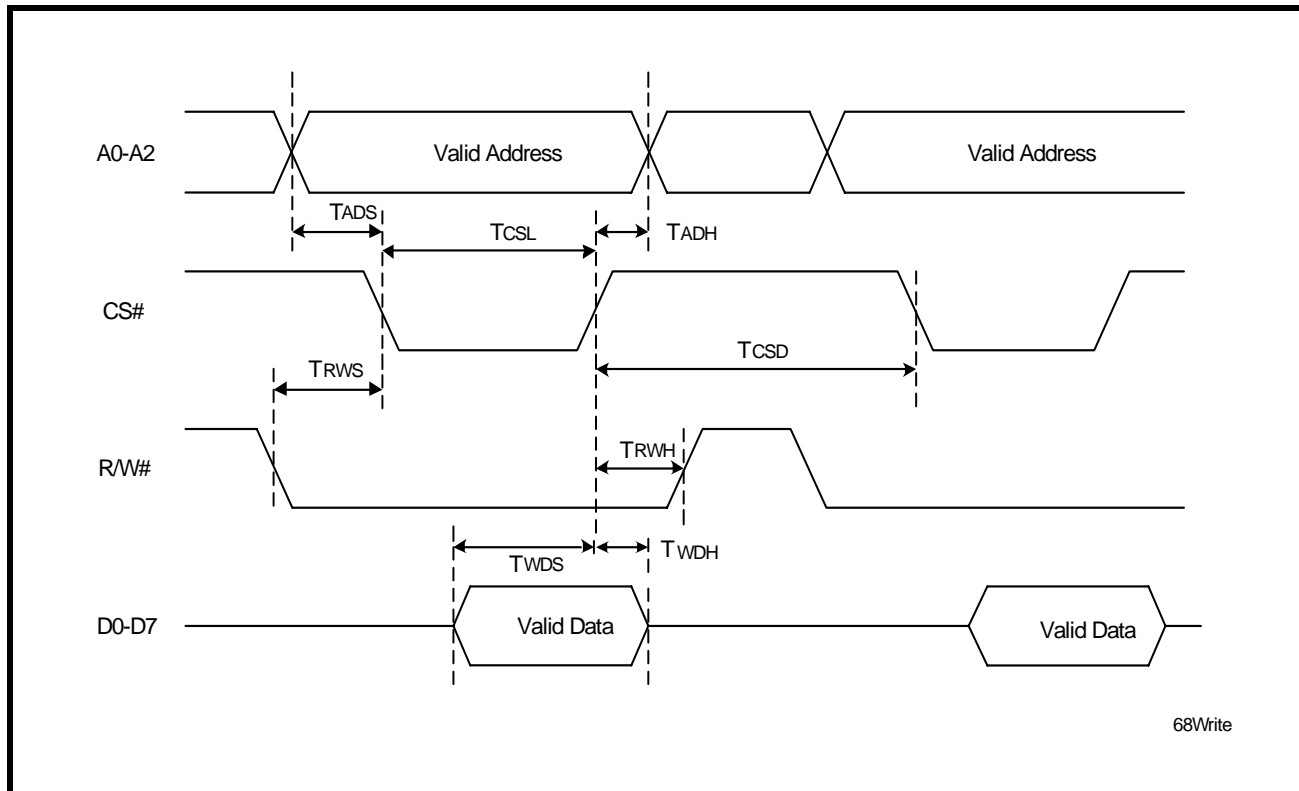 A0-A2
Valid Address
Valid Address
TADS
TCSL
TADH
CS#
TCSD
TRWS
R/W#
TRWH
TWDS
TWDH
D0-D7
Valid Data
Valid Data
68Write